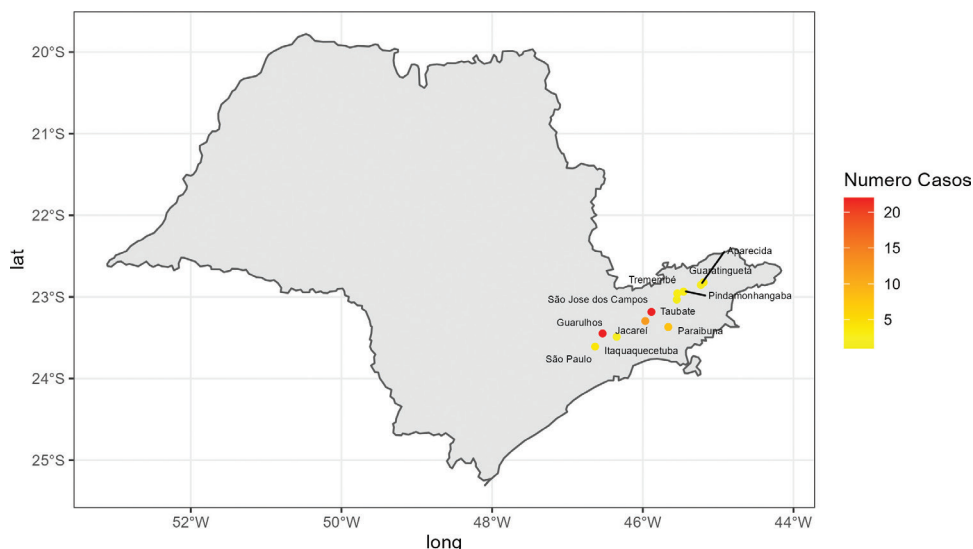 20°S
21°S
22°S
23°S
24°S
25°S
lat
52°W
50°W
48°W
46°W
44°W
long
Aparecida
Guaratinguetá
Tremembé
Pindamonhangaba
São Jose dos Campos
Taubate
Guarulhos
Jacareí
Paraibuna
Itaquaquecetuba
São Paulo
Numero Casos
20
15
10
5